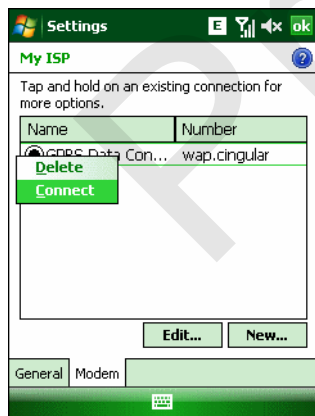 Settings E ok
My ISP ?
Tap and hold on an existing connection for
more options.
Name Number
GPRS Data Con... wap.cingular
Delete
Connect
Edit... New...
General Modem